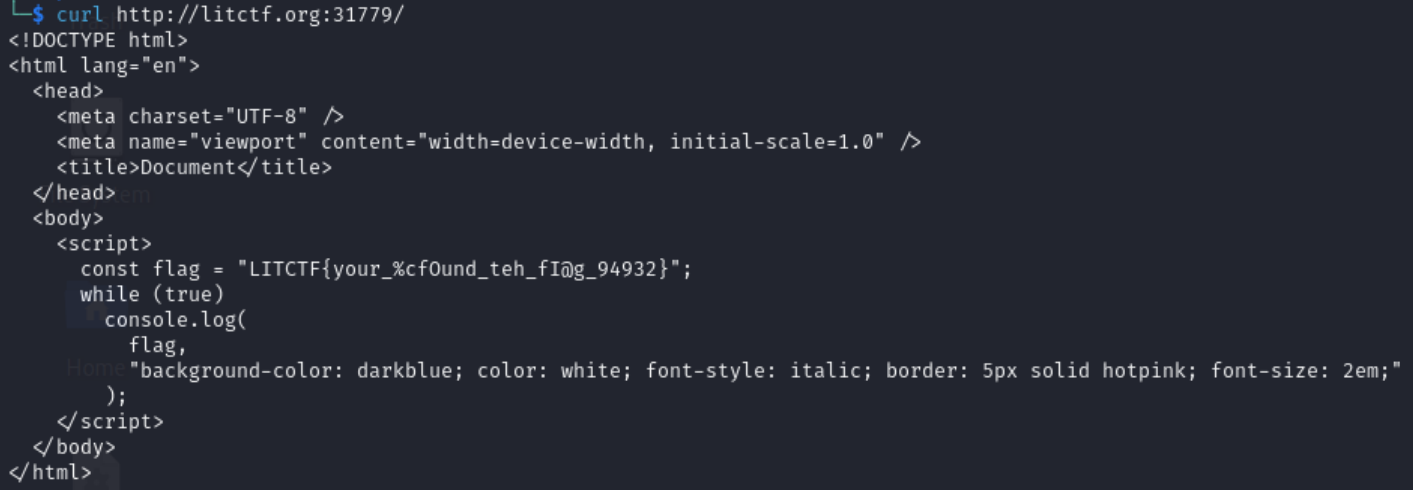 └─$ curl http://litctf.org:31779/
<!DOCTYPE html>
<html lang="en">
  <head>
    <meta charset="UTF-8" />
    <meta name="viewport" content="width=device-width, initial-scale=1.0" />
    <title>Document</title>
  </head>
  <body>
    <script>
      const flag = "LITCTF{your_%cfOund_teh_fI@g_94932}";
      while (true)
        console.log(
          flag,
          "background-color: darkblue; color: white; font-style: italic; border: 5px solid hotpink; font-size: 2em;"
        );
    </script>
  </body>
</html>